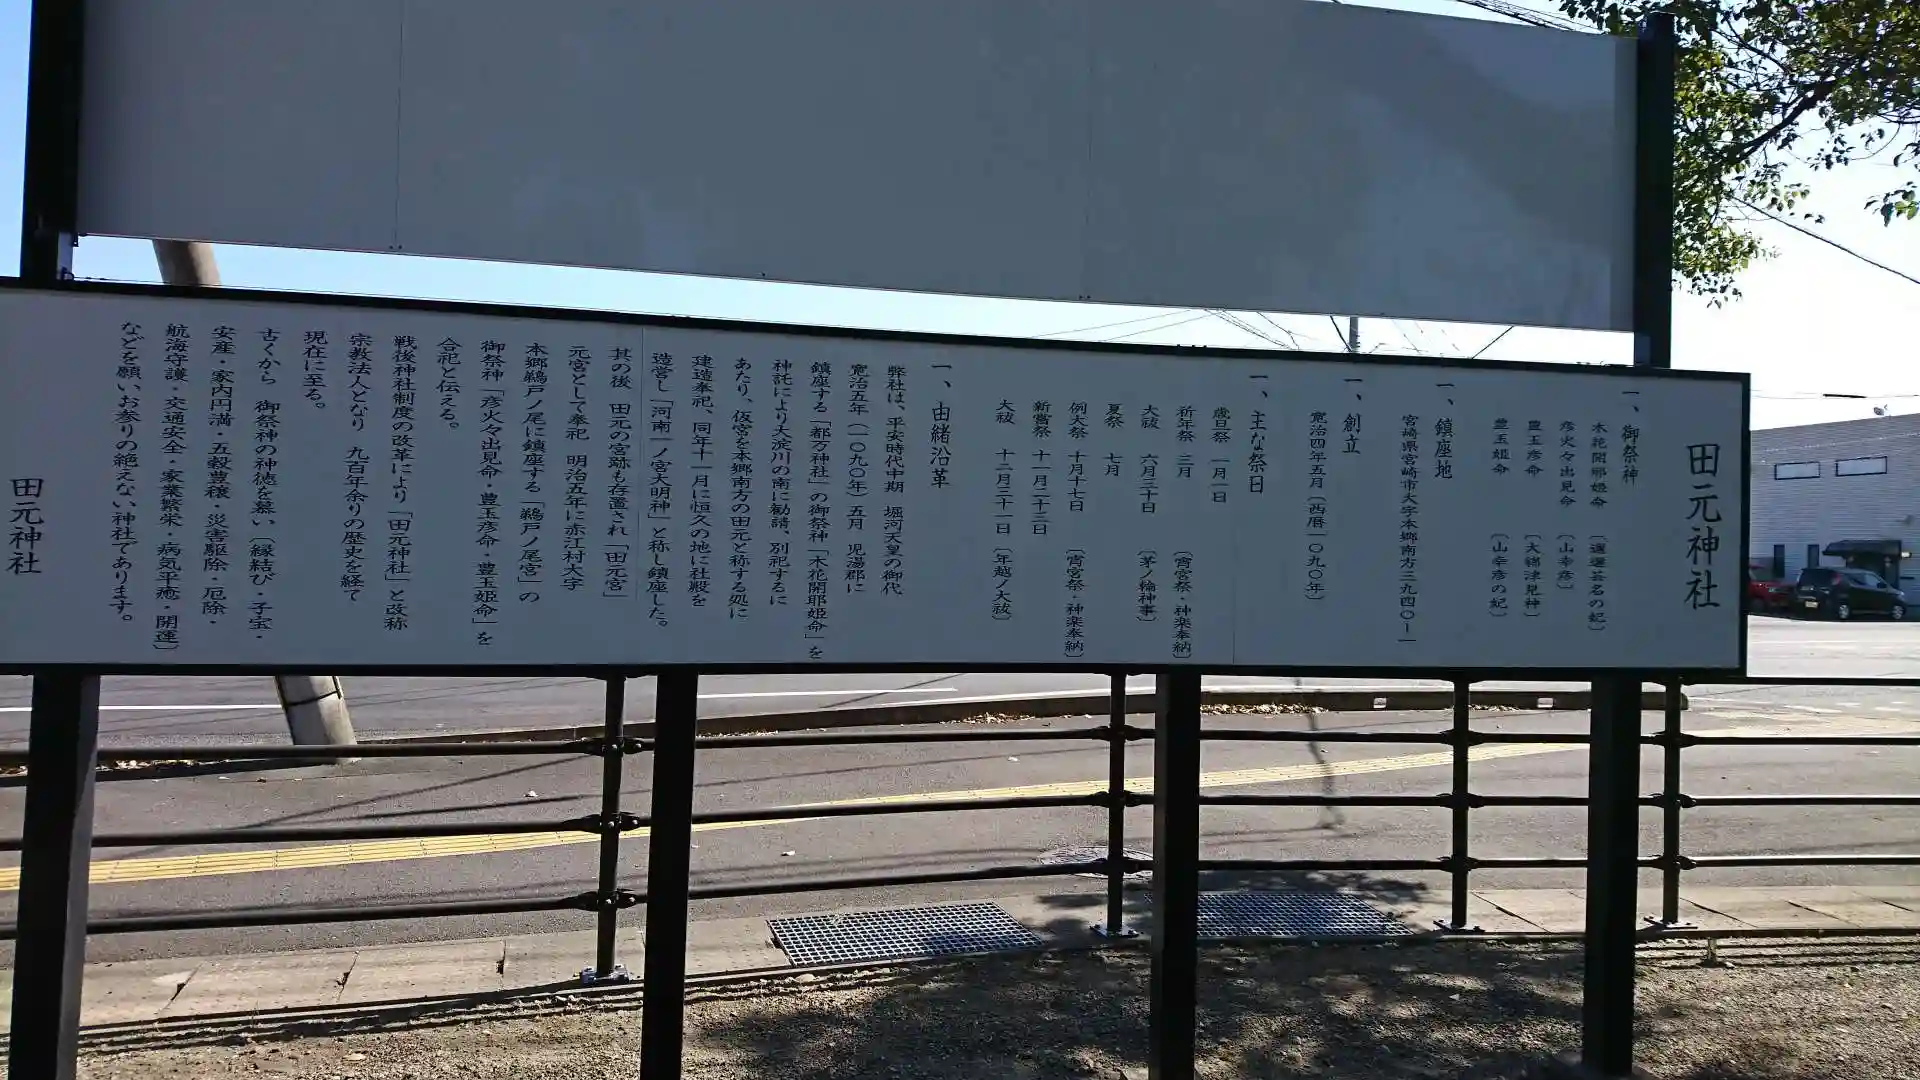 田元神社
一、御祭神
木花開耶姫命 〔邇邇芸名の妃〕
彦火々出見命 〔山幸彦〕
豊玉彦命 〔大綿津見神〕
豊玉姫命 〔山幸彦の妃〕
一、鎮座地
宮崎県宮崎市大字本郷南方三九四〇ー一
一、創立
寛治四年五月〔西暦一〇九〇年〕
一、主な祭日
歳旦祭 一月一日
祈年祭 三月 〔宵宮祭・神楽奉納〕
大祓 六月三十日 〔茅ノ輪神事〕
夏祭 七月
例大祭 十月十七日 〔宵宮祭・神楽奉納〕
新嘗祭 十一月二十三日
大祓 十二月三十一日 〔年越ノ大祓〕
一、由緒沿革
弊社は、平安時代中期 堀河天皇の御代
寛治五年（一〇九〇年）五月 児湯郡に
鎮座する「都万神社」の御祭神「木花開耶姫命」を
神託により大淀川の南に勧請、別祀するに
あたり、仮宮を本郷南方の田元と称する処に
建造奉祀、同年十一月に恒久の地に社殿を
造営し「河南一ノ宮大明神」と称し鎮座した。
其の後 田元の宮跡も存置され「田元宮」
元宮として奉祀 明治五年に赤江村大字
本郷鵜戸ノ尾に鎮座する「鵜戸ノ尾宮」の
御祭神「彦火々出見命・豊玉彦命・豊玉姫命」を
合祀と伝える。
戦後神社制度の改革により「田元神社」と改称
宗教法人となり 九百年余りの歴史を経て
現在に至る。
古くから 御祭神の神徳を慕い〔縁結び・子宝・
安産・家内円満・五穀豊穣・災害駆除・厄除・
航海守護・交通安全・家業繁栄・病気平癒・開運〕
などを願いお参りの絶えない神社であります。
田元神社